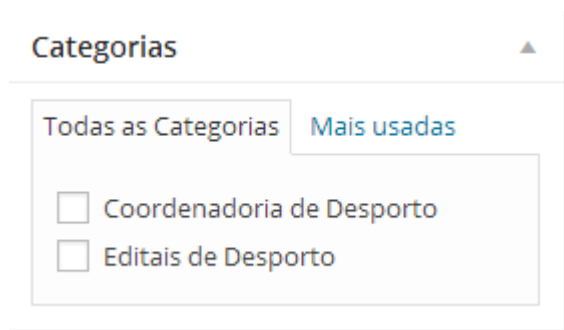 Categorias
Todas as Categorias Mais usadas
Coordenadoria de Desporto
Editais de Desporto